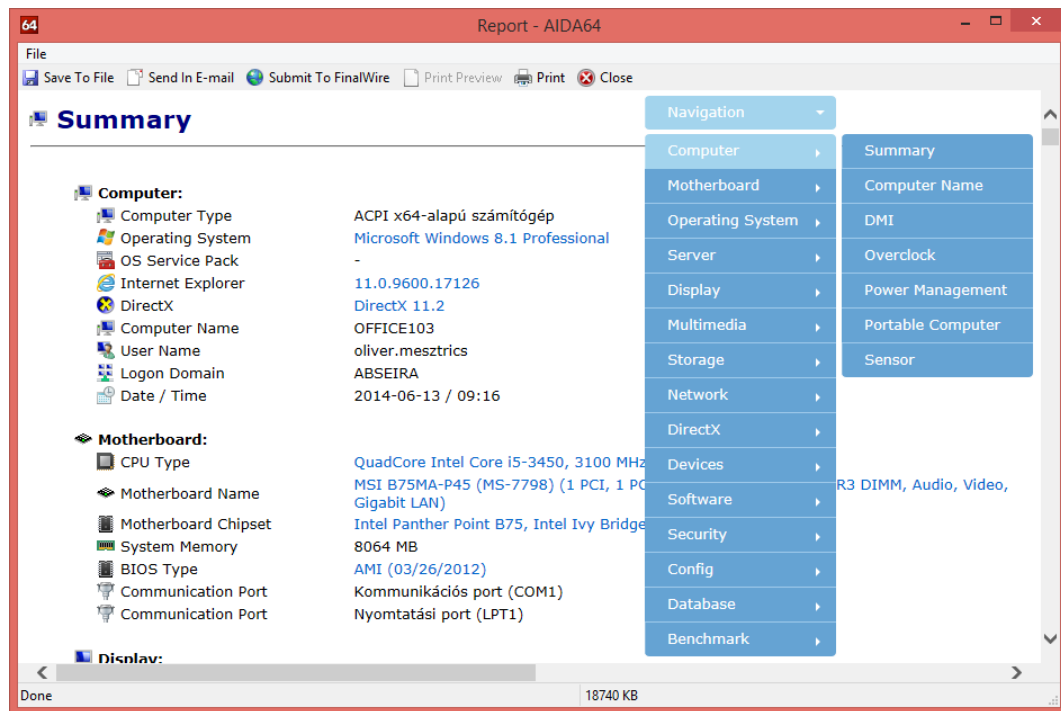 64 Report - AIDA64
File
Save To File Send In E-mail Submit To FinalWire Print Preview Print Close
Summary
Computer:
Computer Type ACPI x64-alapú számítógép
Operating System Microsoft Windows 8.1 Professional
OS Service Pack -
Internet Explorer 11.0.9600.17126
DirectX DirectX 11.2
Computer Name OFFICE103
User Name oliver.mesztrics
Logon Domain ABSEIRA
Date / Time 2014-06-13 / 09:16
Motherboard:
CPU Type QuadCore Intel Core i5-3450, 3100 MHz
Motherboard Name MSI B75MA-P45 (MS-7798) (1 PCI, 1 PC R3 DIMM, Audio, Video,
Gigabit LAN)
Motherboard Chipset Intel Panther Point B75, Intel Ivy Bridge
System Memory 8064 MB
BIOS Type AMI (03/26/2012)
Communication Port Kommunikációs port (COM1)
Communication Port Nyomtatási port (LPT1)
Display:
Navigation
Computer
Motherboard
Operating System
Server
Display
Multimedia
Storage
Network
DirectX
Devices
Software
Security
Config
Database
Benchmark
Summary
Computer Name
DMI
Overclock
Power Management
Portable Computer
Sensor
Done 18740 KB